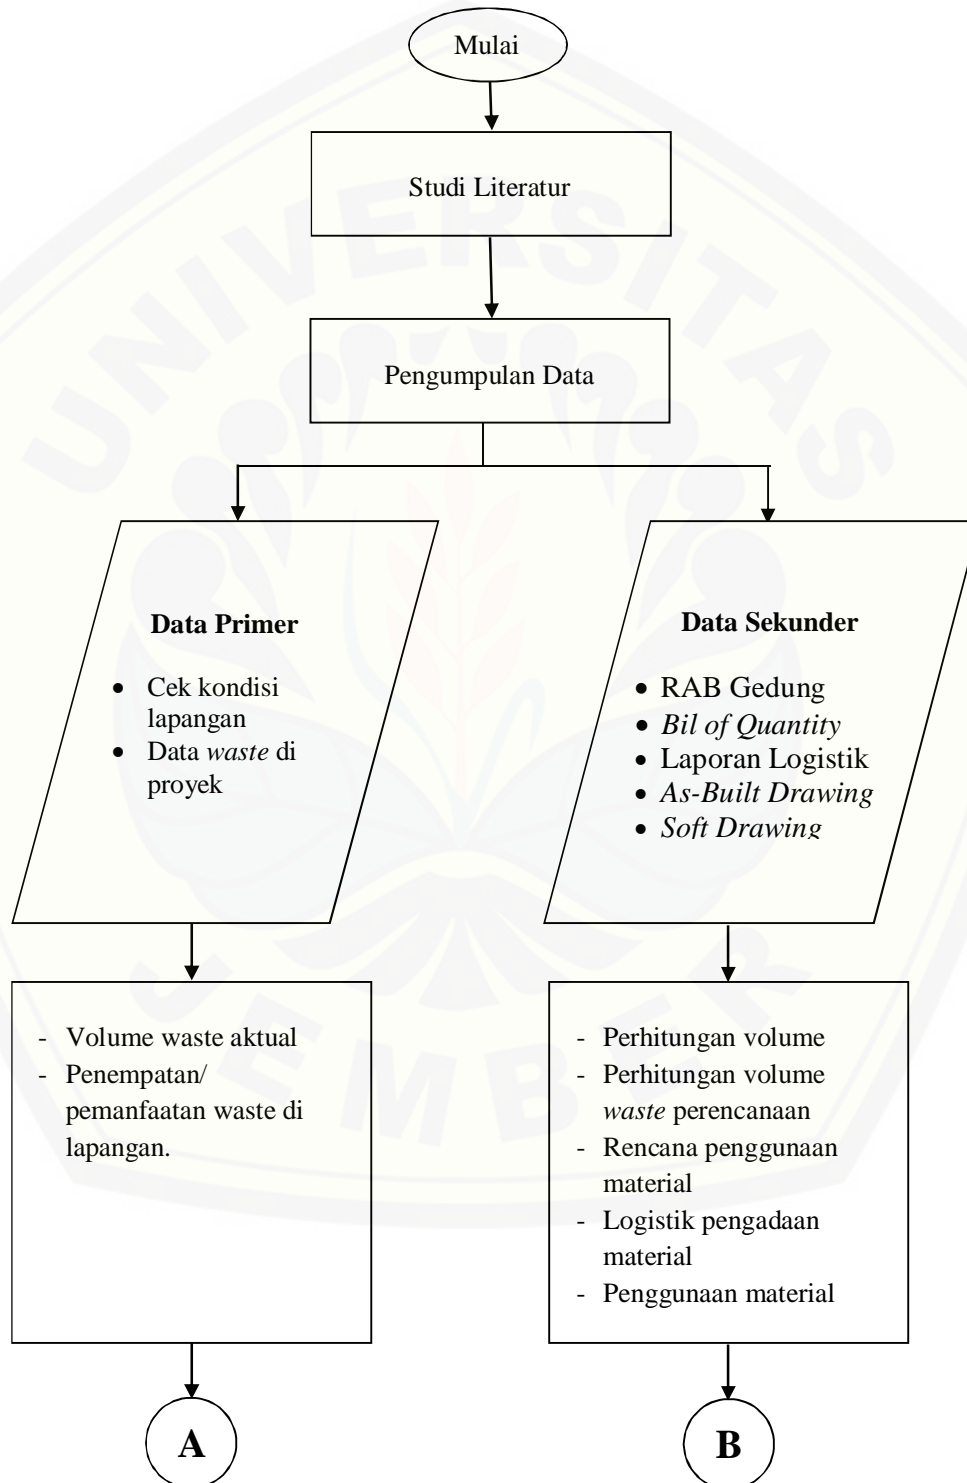 Mulai
Studi Literatur
Pengumpulan Data
Data Primer
• Cek kondisi
lapangan
• Data waste di
proyek
Data Sekunder
• RAB Gedung
• Bil of Quantity
• Laporan Logistik
• As-Built Drawing
• Soft Drawing
- Volume waste aktual
- Penempatan/
pemanfaatan waste di
lapangan.
- Perhitungan volume
- Perhitungan volume
waste perencanaan
- Rencana penggunaan
material
- Logistik pengadaan
material
- Penggunaan material
A
B
UNIVERSITAS
JEMBER